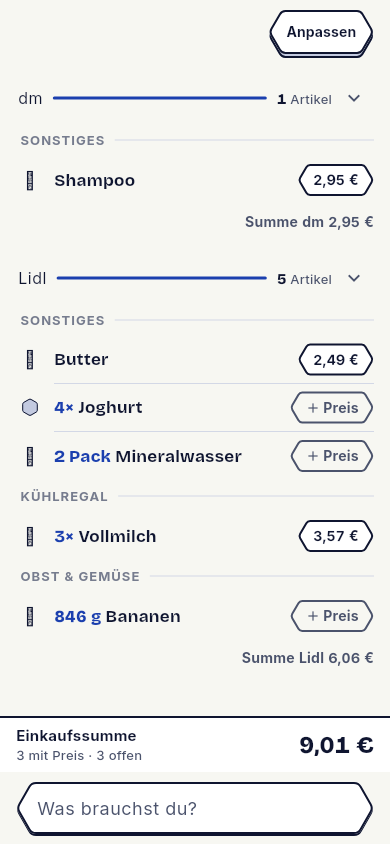 Anpassen
dm 1 Artikel
SONSTIGES
Shampoo 2,95 €
Summe dm 2,95 €
Lidl 5 Artikel
SONSTIGES
Butter 2,49 €
4× Joghurt + Preis
2 Pack Mineralwasser + Preis
KÜHLREGAL
3× Vollmilch 3,57 €
OBST & GEMÜSE
846 g Bananen + Preis
Summe Lidl 6,06 €
Einkaufssumme
3 mit Preis · 3 offen 9,01 €
Was brauchst du?